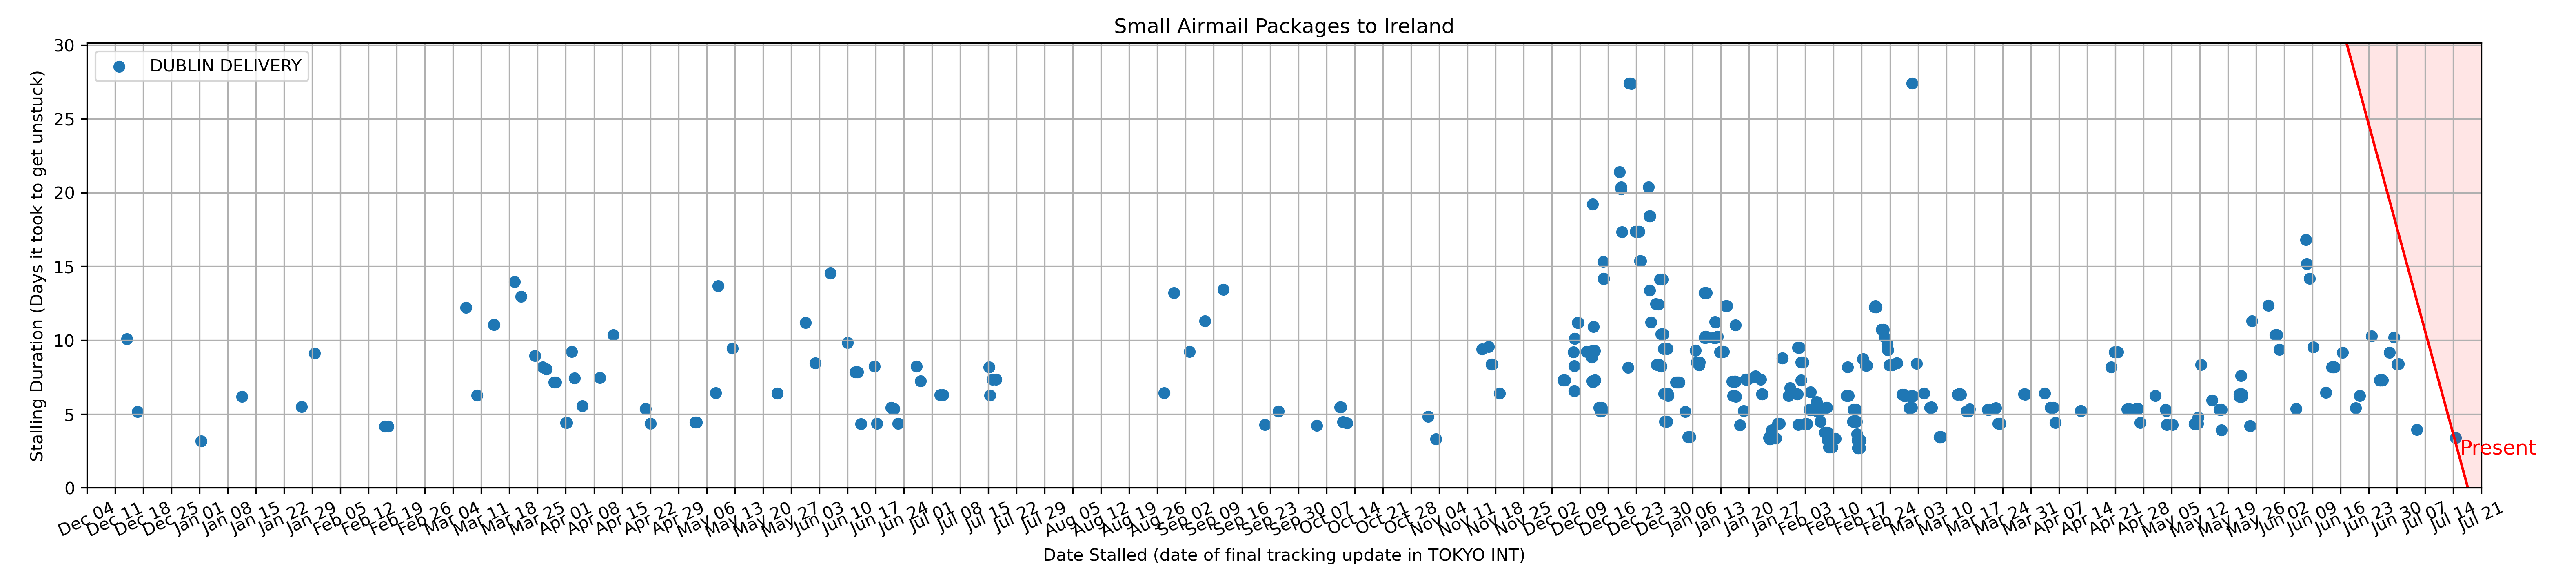 Small Airmail Packages to Ireland
DUBLIN DELIVERY
Stalling Duration (Days it took to get unstuck)
30
25
20
15
10
5
0
Present
Dec 04 Dec 11 Dec 18 Dec 25 Jan 01 Jan 08 Jan 15 Jan 22 Jan 29 Feb 05 Feb 12 Feb 19 Feb 26 Mar 04 Mar 11 Mar 18 Mar 25 Apr 01 Apr 08 Apr 15 Apr 22 Apr 29 May 06 May 13 May 20 May 27 Jun 03 Jun 10 Jun 17 Jun 24 Jul 01 Jul 08 Jul 15 Jul 22 Jul 29 Aug 05 Aug 12 Aug 19 Aug 26 Sep 02 Sep 09 Sep 16 Sep 23 Sep 30 Oct 07 Oct 14 Oct 21 Oct 28 Nov 04 Nov 11 Nov 18 Nov 25 Dec 02 Dec 09 Dec 16 Dec 23 Dec 30 Jan 06 Jan 13 Jan 20 Jan 27 Feb 03 Feb 10 Feb 17 Feb 24 Mar 03 Mar 10 Mar 17 Mar 24 Mar 31 Apr 07 Apr 14 Apr 21 Apr 28 May 05 May 12 May 19 May 26 Jun 02 Jun 09 Jun 16 Jun 23 Jun 30 Jul 07 Jul 14 Jul 21
Date Stalled (date of final tracking update in TOKYO INT)